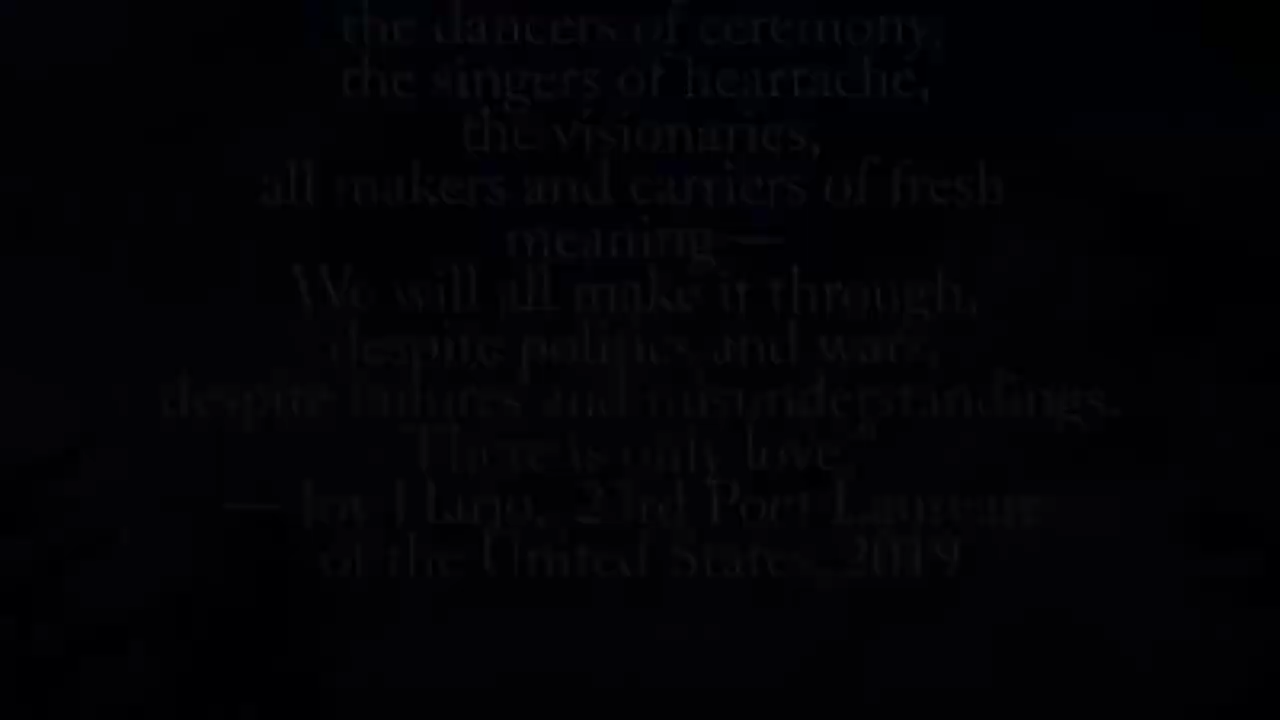 the dancers of ceremony,
the singers of heartache,
the visionaries,
all makers and carriers of fresh
meaning—
We will all make it through,
despite politics and wars,
despite failures and misunderstandings.
There is only love.
— Joy Harjo, 23rd Poet Laureate
of the United States, 2019